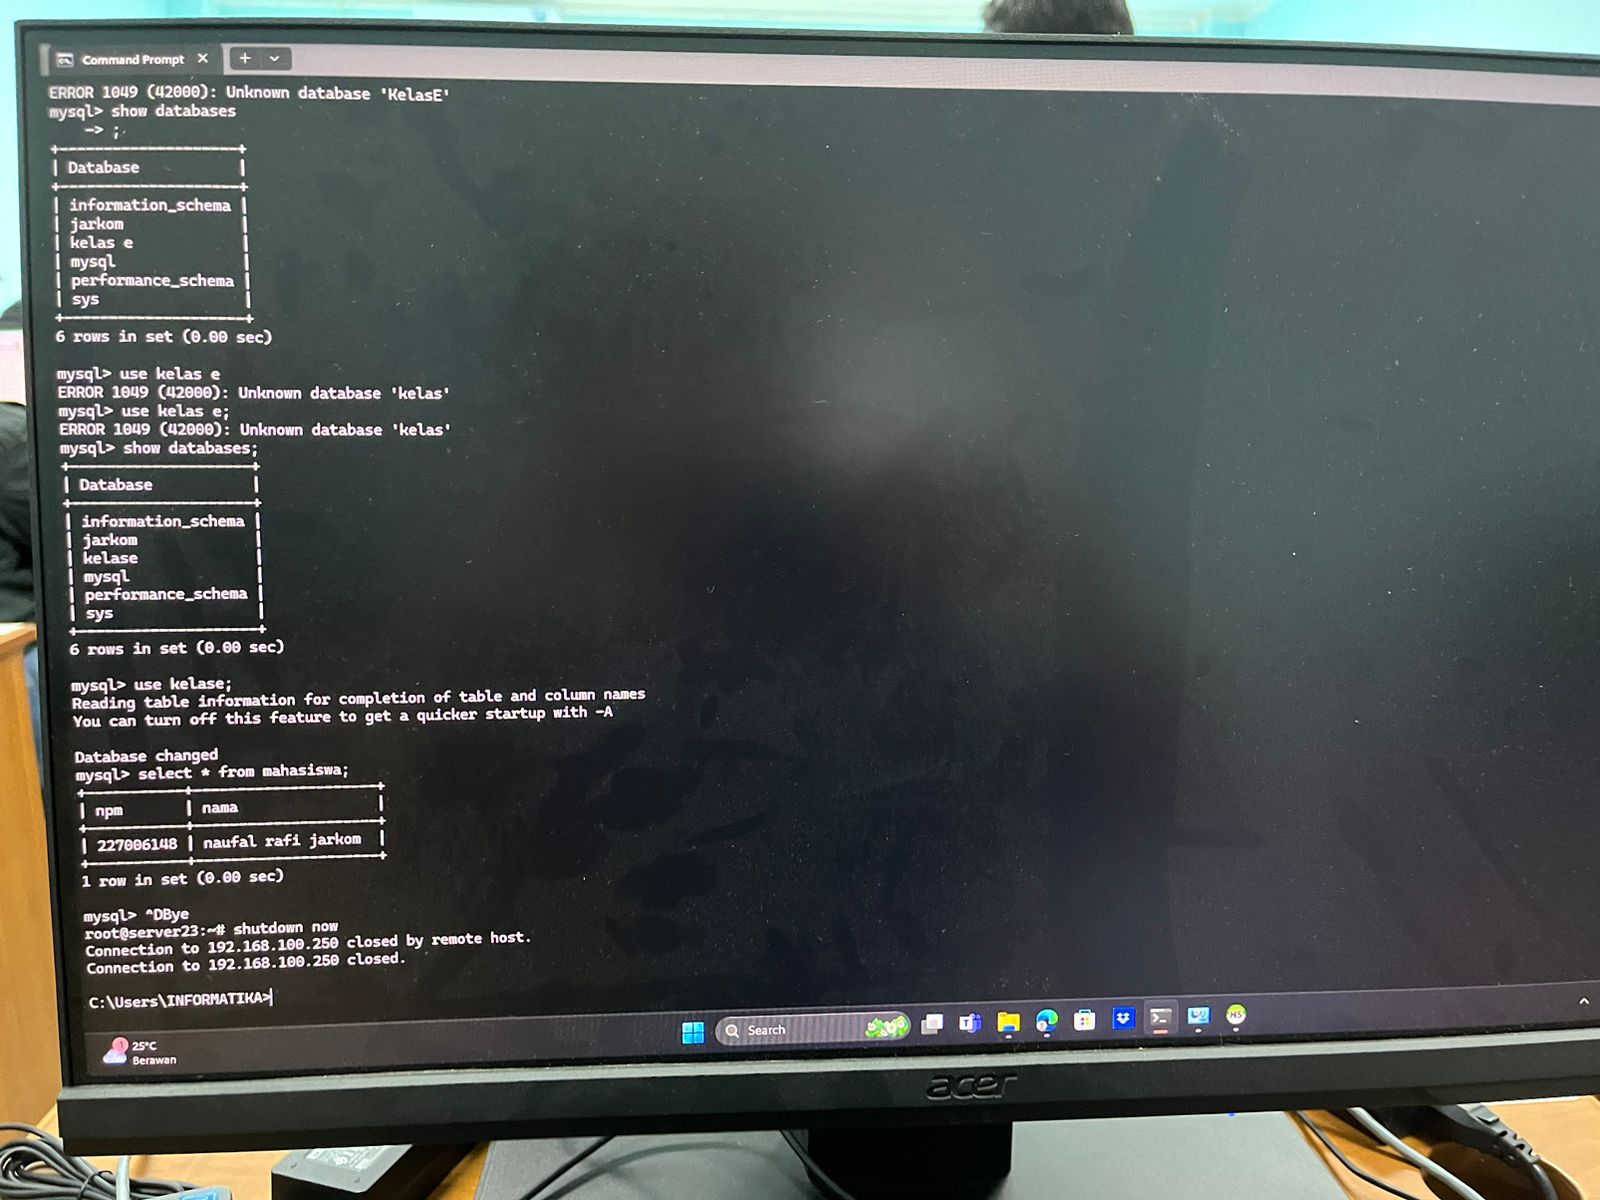 Command Prompt
ERROR 1049 (42000): Unknown database 'KelasE'
mysql> show databases
    -> ;
+--------------------+
| Database           |
+--------------------+
| information_schema |
| jarkom             |
| kelas e            |
| mysql              |
| performance_schema |
| sys                |
+--------------------+
6 rows in set (0.00 sec)
mysql> use kelas e
ERROR 1049 (42000): Unknown database 'kelas'
mysql> use kelas e;
ERROR 1049 (42000): Unknown database 'kelas'
mysql> show databases;
+--------------------+
| Database           |
+--------------------+
| information_schema |
| jarkom             |
| kelase             |
| mysql              |
| performance_schema |
| sys                |
+--------------------+
6 rows in set (0.00 sec)
mysql> use kelase;
Reading table information for completion of table and column names
You can turn off this feature to get a quicker startup with -A
Database changed
mysql> select * from mahasiswa;
+-----------+-------------------+
| npm       | nama              |
+-----------+-------------------+
| 227006148 | naufal rafi jarkom |
+-----------+-------------------+
1 row in set (0.00 sec)
mysql> ^DBye
root@server23:~# shutdown now
Connection to 192.168.100.250 closed by remote host.
Connection to 192.168.100.250 closed.
C:\Users\INFORMATIKA>
1
25°C
Berawan
Search
HS
acer